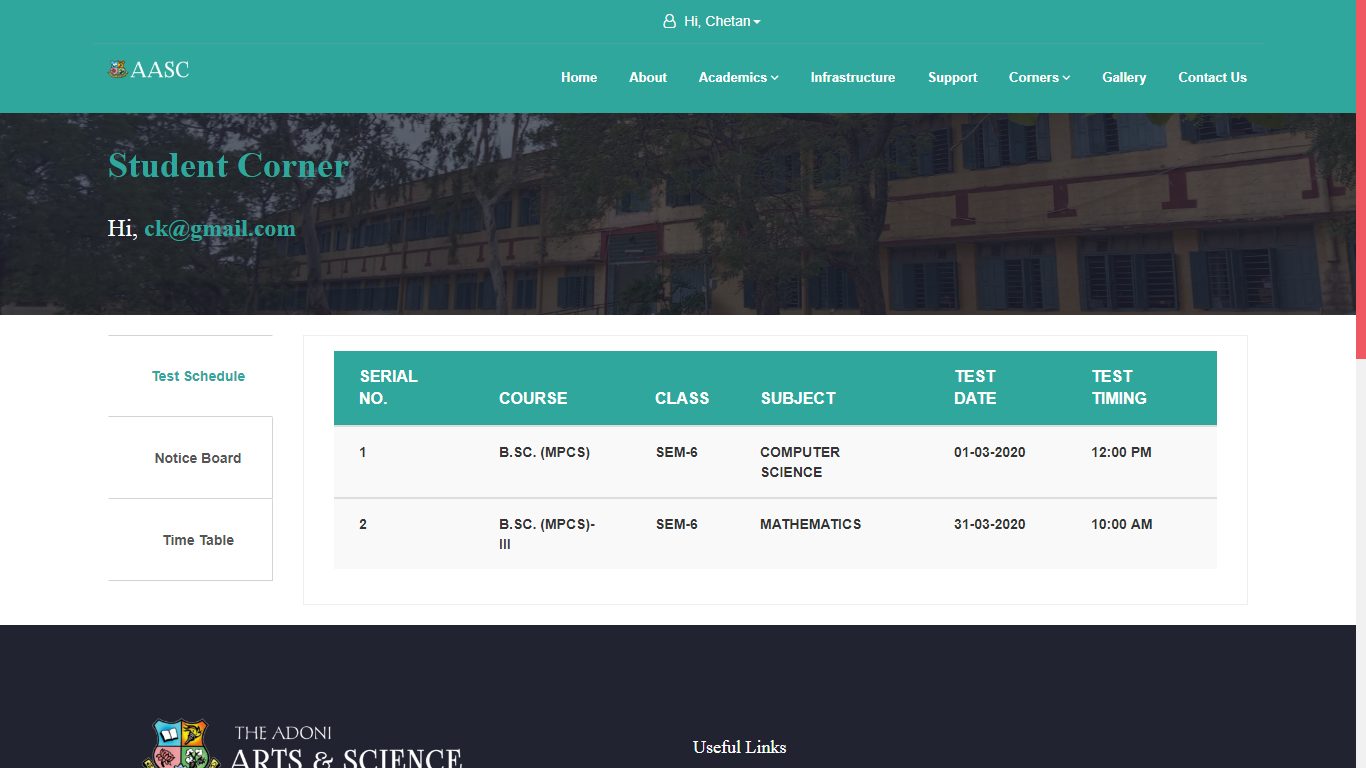 Hi, Chetan
AASC
Home About Academics Infrastructure Support Corners Gallery Contact Us
Student Corner
Hi, ck@gmail.com
Test Schedule
Notice Board
Time Table
SERIAL NO. COURSE CLASS SUBJECT TEST DATE TEST TIMING
1 B.SC. (MPCS) SEM-6 COMPUTER SCIENCE 01-03-2020 12:00 PM
2 B.SC. (MPCS)-III SEM-6 MATHEMATICS 31-03-2020 10:00 AM
THE ADONI
ARTS & SCIENCE
Useful Links